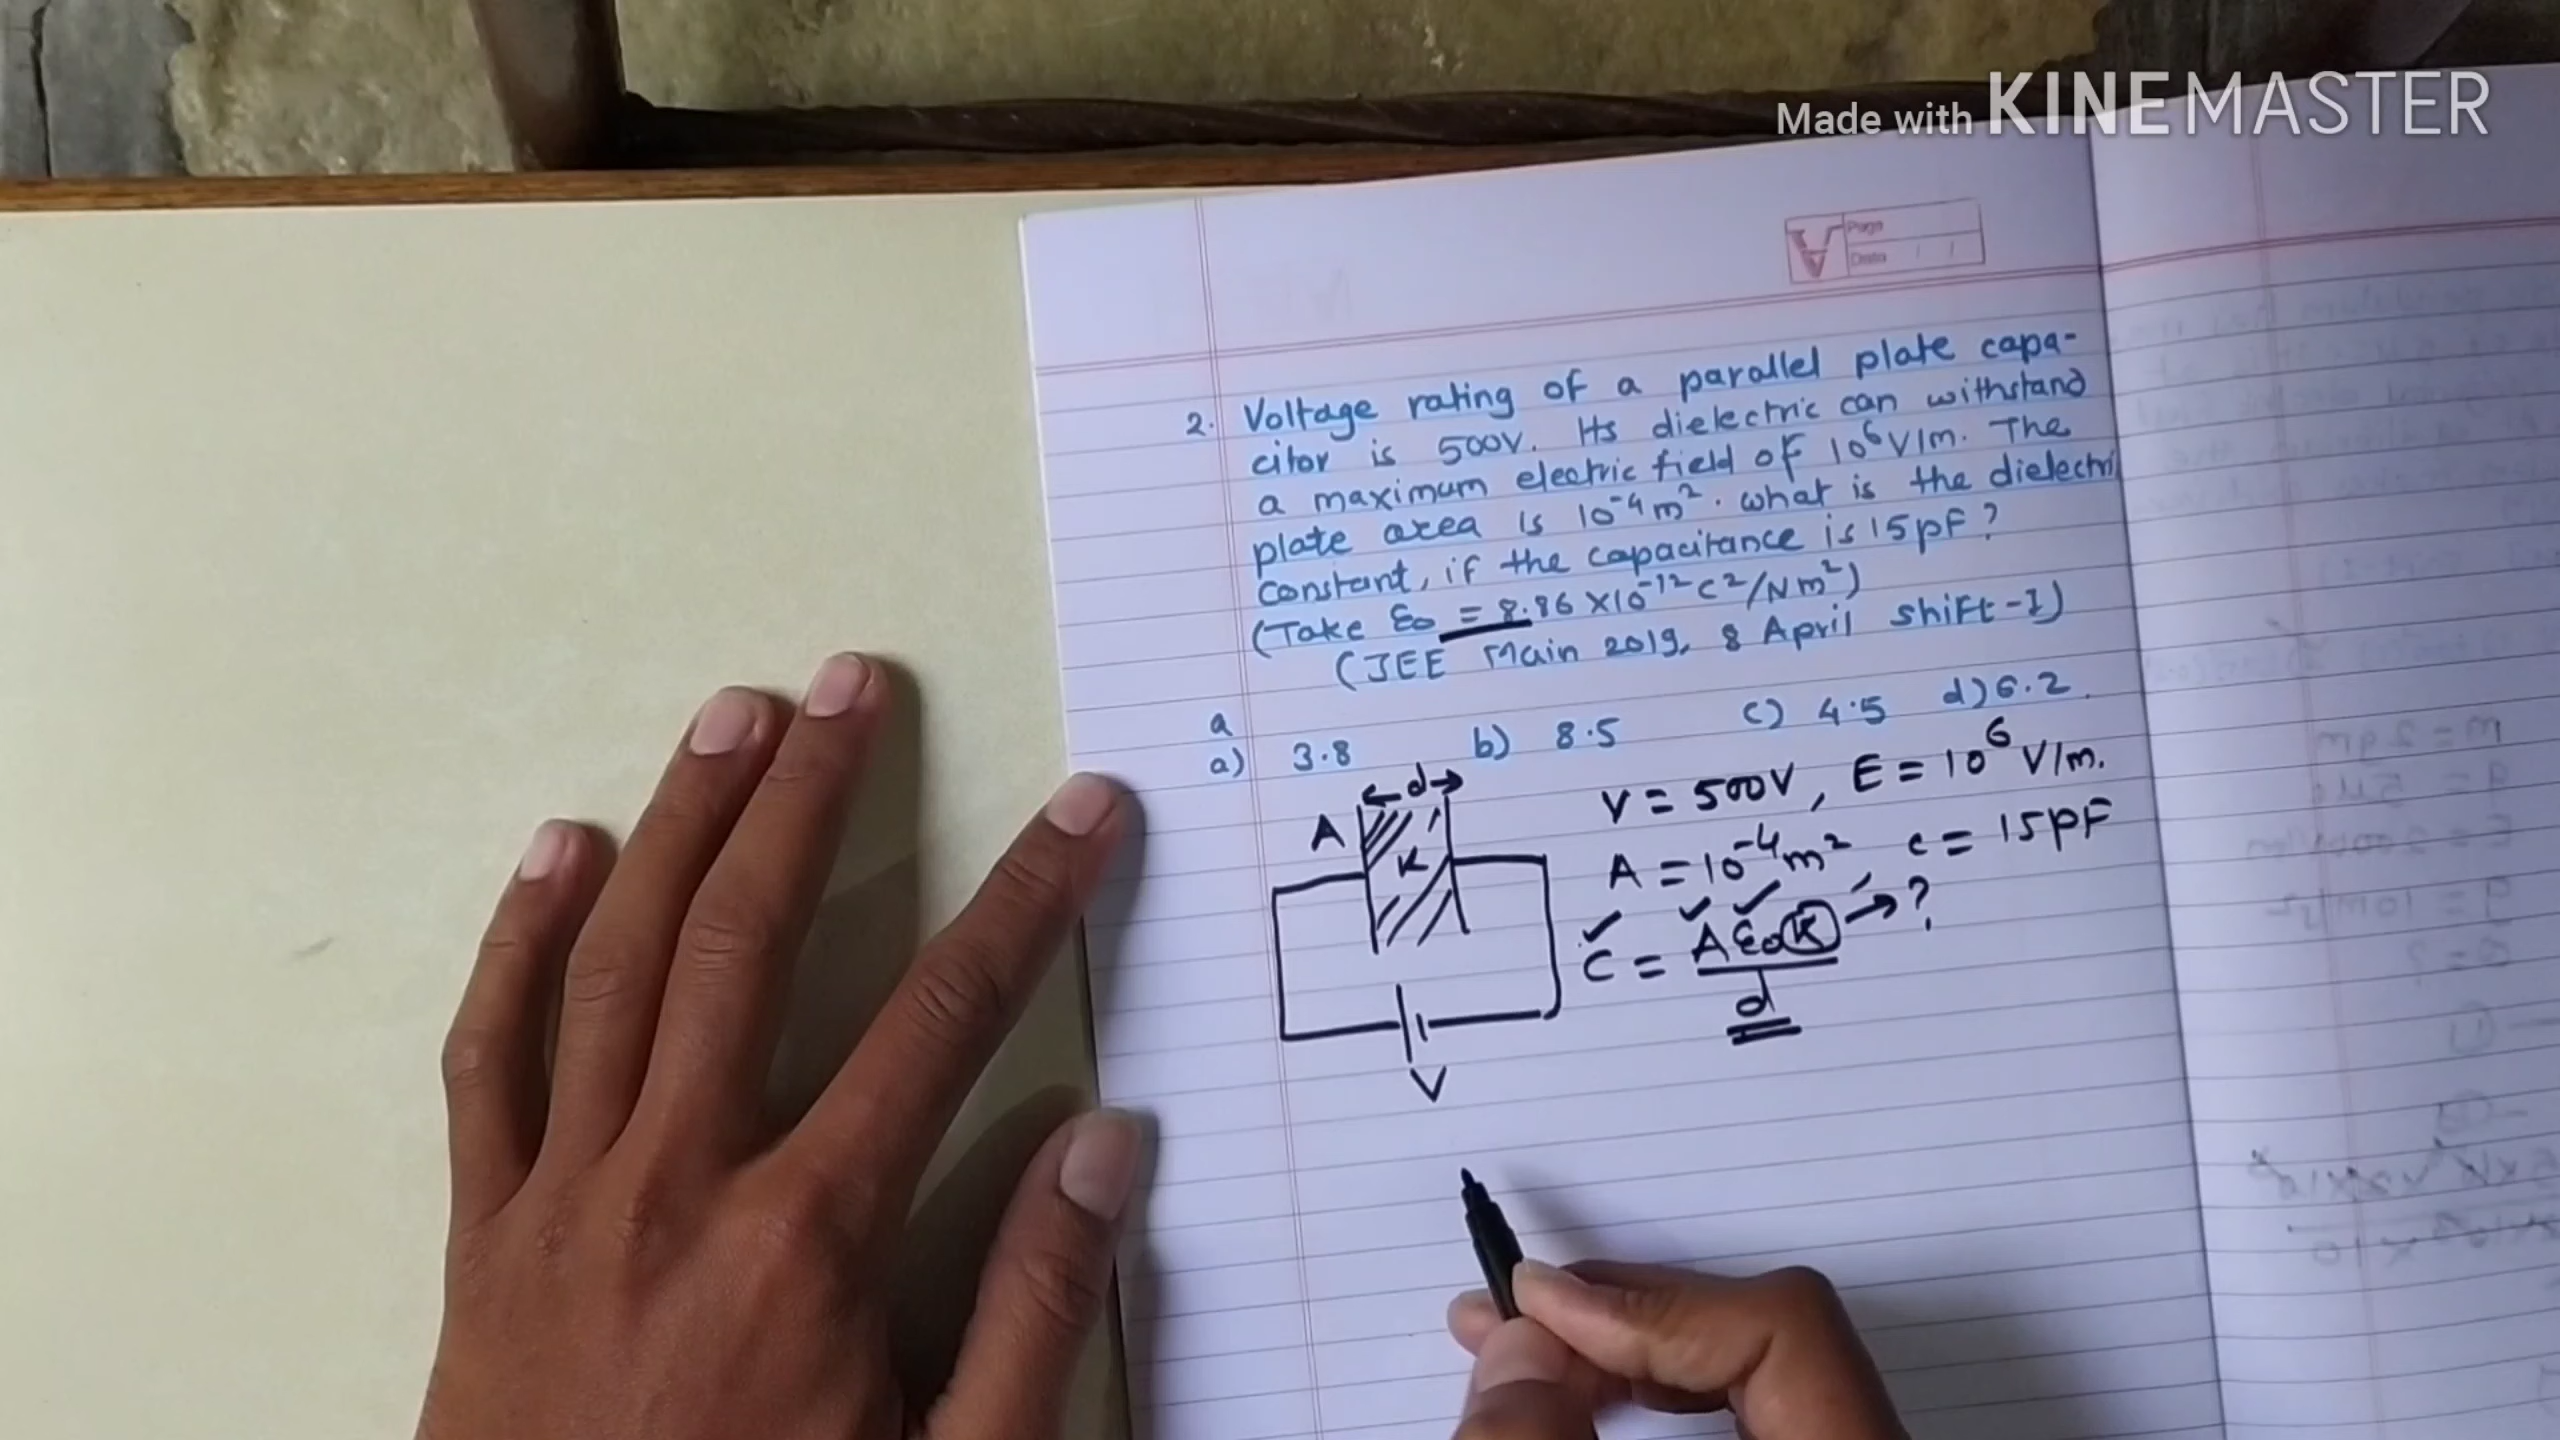 Made with KINEMASTER
Page
Date / /
2. Voltage rating of a parallel plate capa-
citor is 500V. Its dielectric can withstand
a maximum electric field of 10⁶ V/m. The
plate area is 10⁻⁴ m². what is the dielectri
constant, if the capacitance is 15 pF?
(Take ε₀ = 8.86 × 10⁻¹² C²/Nm²)
(JEE Main 2019, 8 April shift-I)
a
a) 3.8 b) 8.5 c) 4.5 d) 6.2.
d
A K
V = 500V, E = 10⁶ V/m.
A = 10⁻⁴ m², c = 15pF
C = Aε₀K/d → ?
V